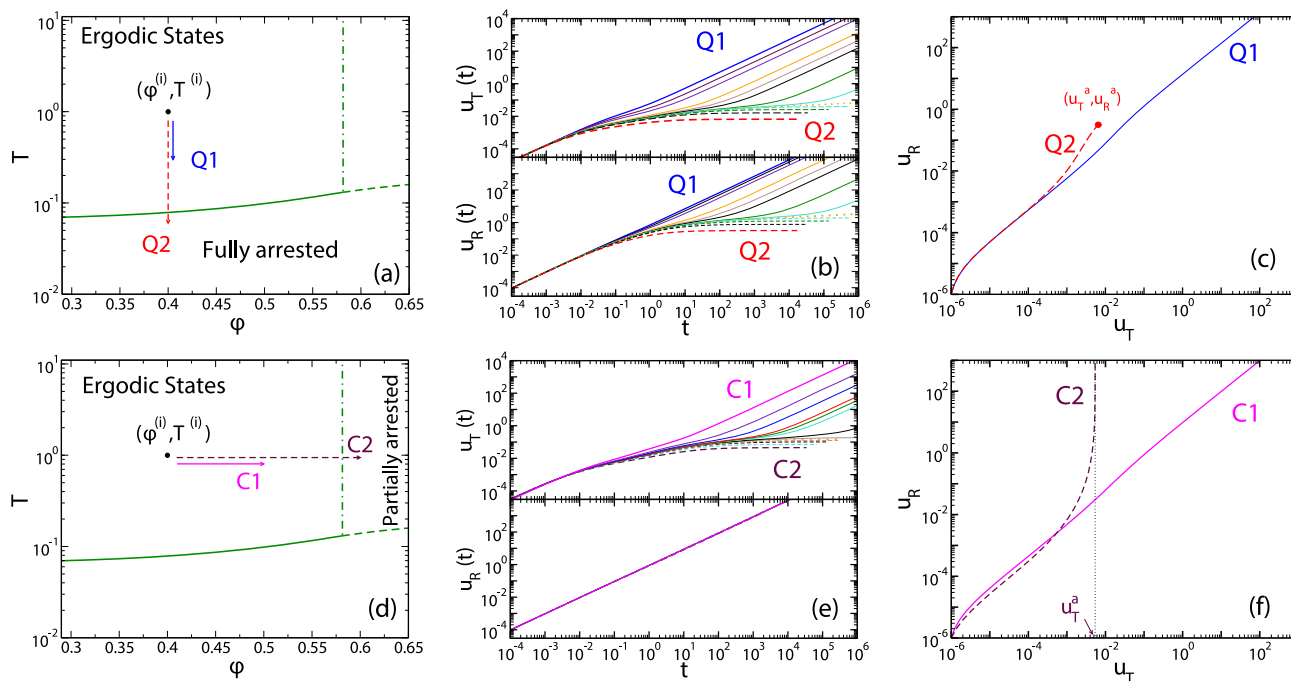 Ergodic States
(φ⁽ⁱ⁾,T⁽ⁱ⁾)
Q1
Q2
Fully arrested
(a)
T
10¹
10⁰
10⁻¹
10⁻²
0.3 0.35 0.4 0.45 0.5 0.55 0.6 0.65
φ
Q1
Q2
u_T(t)
10⁴
10²
10⁰
10⁻²
10⁻⁴
Q1
Q2
(b)
u_R(t)
10²
10⁰
10⁻²
10⁻⁴
10⁻⁴ 10⁻³ 10⁻² 10⁻¹ 10⁰ 10¹ 10² 10³ 10⁴ 10⁵ 10⁶
t
Q1
(u_T^a,u_R^a)
Q2
(c)
u_R
10²
10⁰
10⁻²
10⁻⁴
10⁻⁶
10⁻⁶ 10⁻⁴ 10⁻² 10⁰ 10²
u_T
Ergodic States
(φ⁽ⁱ⁾,T⁽ⁱ⁾)
C2
C1
Partially arrested
(d)
T
10¹
10⁰
10⁻¹
10⁻²
0.3 0.35 0.4 0.45 0.5 0.55 0.6 0.65
φ
C1
C2
u_T(t)
10⁴
10²
10⁰
10⁻²
10⁻⁴
(e)
u_R(t)
10²
10⁰
10⁻²
10⁻⁴
10⁻⁴ 10⁻³ 10⁻² 10⁻¹ 10⁰ 10¹ 10² 10³ 10⁴ 10⁵ 10⁶
t
C2
C1
u_T^a
(f)
u_R
10²
10⁰
10⁻²
10⁻⁴
10⁻⁶
10⁻⁶ 10⁻⁴ 10⁻² 10⁰ 10²
u_T